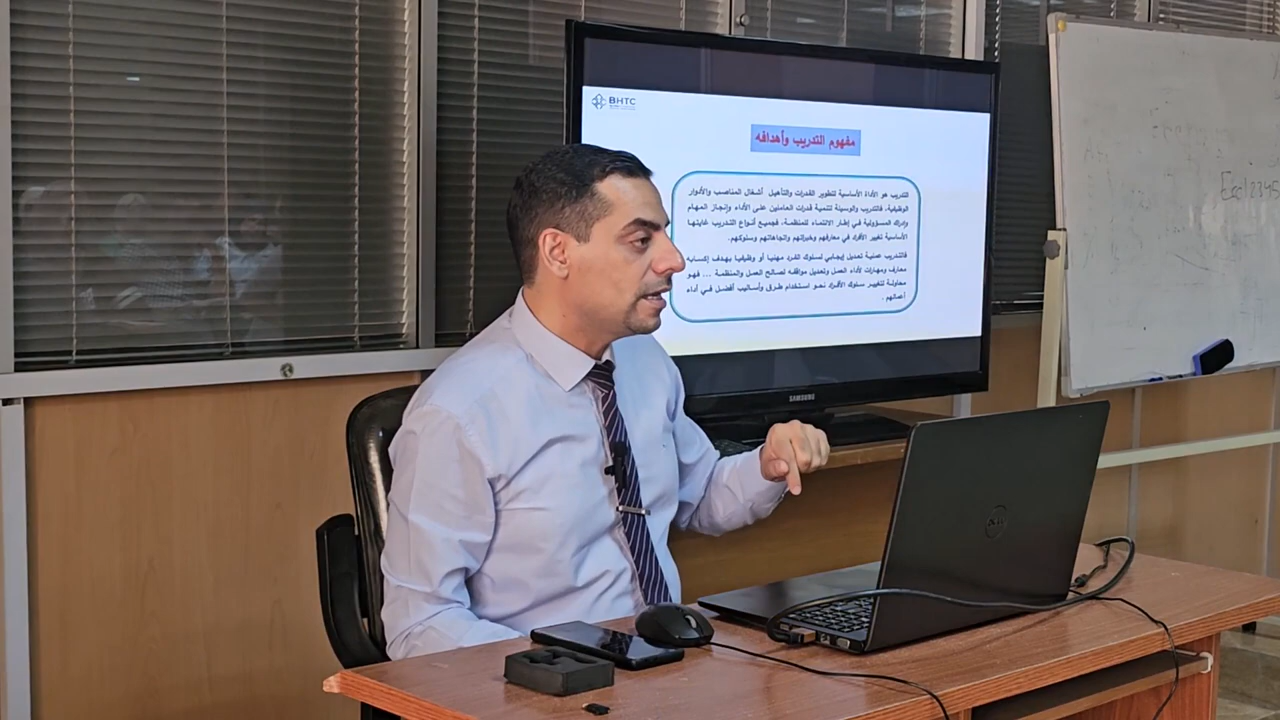 BHTC
مفهوم التدريب وأهدافه
التدريب هو الأداة الأساسية لتطوير القدرات والتأهيل أشغال المناصب والأدوار
الوظيفية، فالتدريب والوسيلة لتنمية قدرات العاملين على الأداء وإنجاز المهام
وإدراك المسؤولية في إطار الانتماء للمنظمة، فجميع أنواع التدريب غايتها
الأساسية تغيير الأفراد في معارفهم وخبراتهم واتجاهاتهم وسلوكهم.
فالتدريب عملية تعديل إيجابي لسلوك الفرد مهنيا أو وظيفيا بهدف إكسابه
معارف ومهارات لأداء العمل وتعديل مواقفه لصالح العمل والمنظمة ... فهو
محاولة لتغيير سلوك الأفراد نحو استخدام طرق وأساليب أفضل في أداء
أعمالهم .
SAMSUNG
DELL